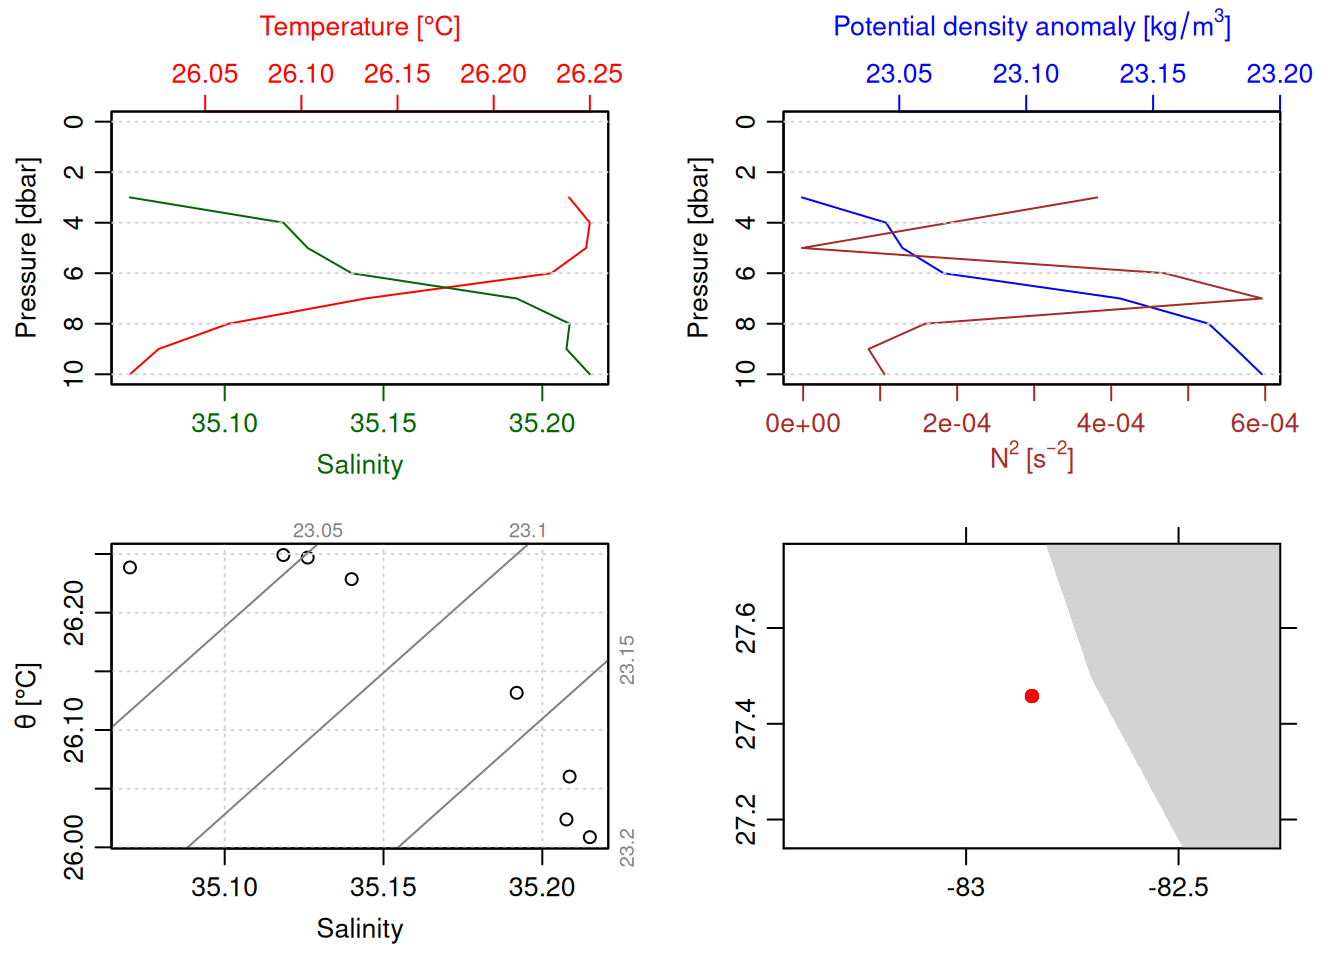 Temperature [°C]
26.05 26.10 26.15 26.20 26.25
Pressure [dbar]
0
2
4
6
8
10
35.10 35.15 35.20
Salinity
Potential density anomaly [kg/m³]
23.05 23.10 23.15 23.20
Pressure [dbar]
0
2
4
6
8
10
0e+00 2e-04 4e-04 6e-04
N² [s⁻²]
23.05 23.1
23.15
23.2
θ [°C]
26.20
26.10
26.00
35.10 35.15 35.20
Salinity
27.6
27.4
27.2
-83 -82.5